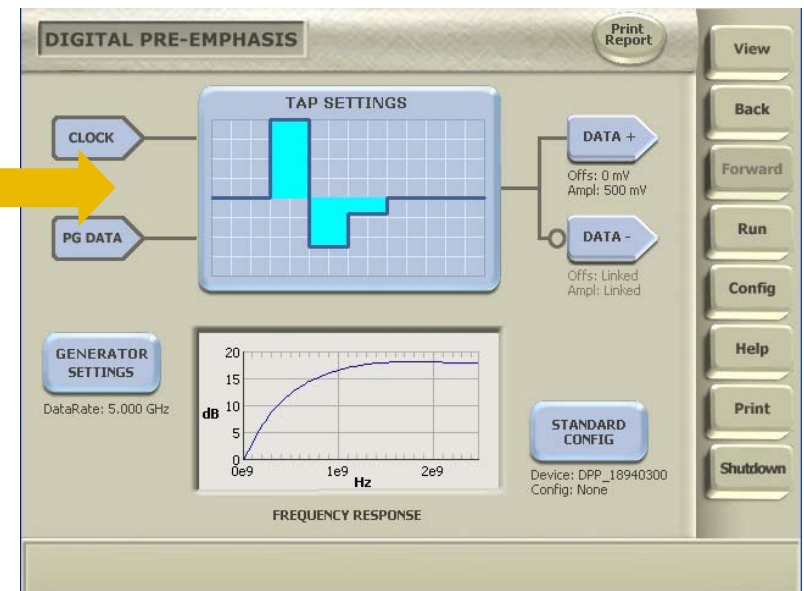 DIGITAL PRE-EMPHASIS
Print
Report
View
Back
Forward
Run
Config
Help
Print
Shutdown
TAP SETTINGS
CLOCK
PG DATA
DATA +
Offs: 0 mV
Ampl: 500 mV
DATA -
Offs: Linked
Ampl: Linked
GENERATOR
SETTINGS
DataRate: 5.000 GHz
20
15
dB 10
5
0
0e9 1e9 2e9
Hz
FREQUENCY RESPONSE
STANDARD
CONFIG
Device: DPP_18940300
Config: None